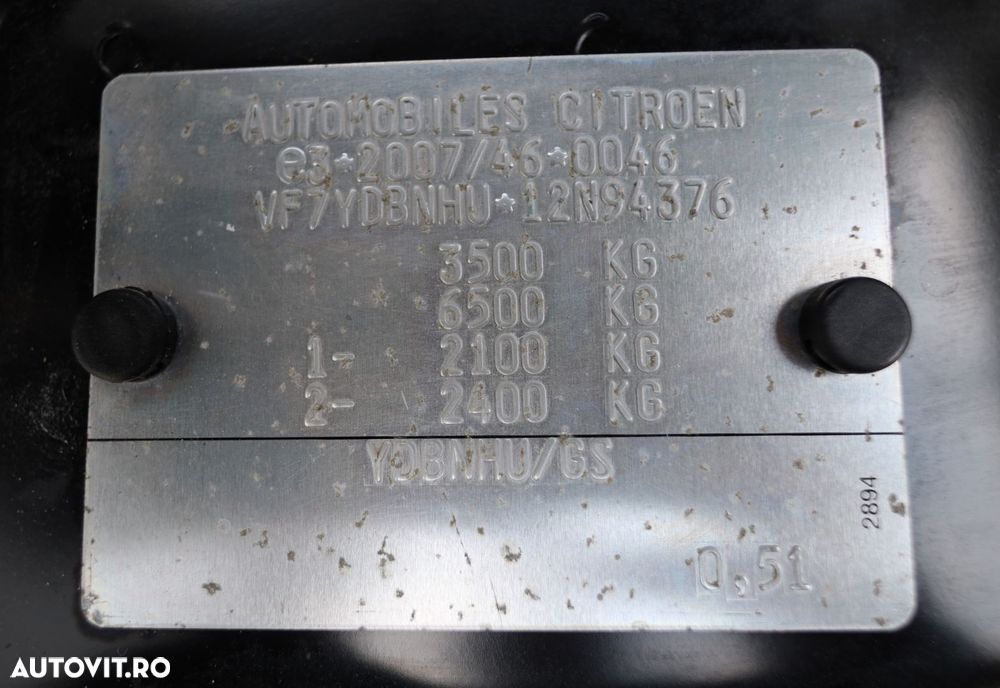 AUTOMOBILES CITROEN
e3*2007/46*0046
VF7YDBNHU*12N94376
3500 KG
6500 KG
1- 2100 KG
2- 2400 KG
YDBNHU/GS
2894
0,51
AUTOVIT.RO